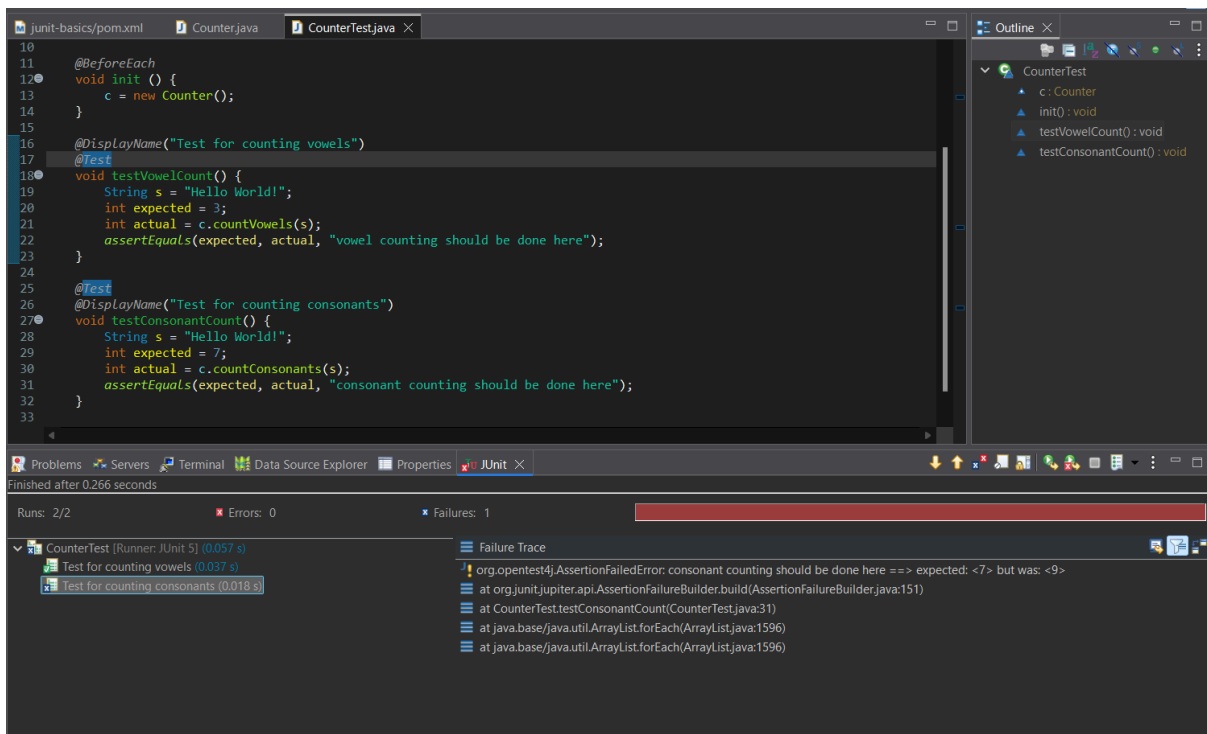 junit-basics/pom.xml Counter.java CounterTest.java
10
11 @BeforeEach
12 void init () {
13 c = new Counter();
14 }
15
16 @DisplayName("Test for counting vowels")
17 @Test
18 void testVowelCount() {
19 String s = "Hello World!";
20 int expected = 3;
21 int actual = c.countVowels(s);
22 assertEquals(expected, actual, "vowel counting should be done here");
23 }
24
25 @Test
26 @DisplayName("Test for counting consonants")
27 void testConsonantCount() {
28 String s = "Hello World!";
29 int expected = 7;
30 int actual = c.countConsonants(s);
31 assertEquals(expected, actual, "consonant counting should be done here");
32 }
33
Outline
CounterTest
c : Counter
init() : void
testVowelCount() : void
testConsonantCount() : void
Problems Servers Terminal Data Source Explorer Properties JUnit
Finished after 0.266 seconds
Runs: 2/2 Errors: 0 Failures: 1
CounterTest [Runner: JUnit 5] (0.057 s)
Test for counting vowels (0.037 s)
Test for counting consonants (0.018 s)
Failure Trace
org.opentest4j.AssertionFailedError: consonant counting should be done here ==> expected: <7> but was: <9>
at org.junit.jupiter.api.AssertionFailureBuilder.build(AssertionFailureBuilder.java:151)
at CounterTest.testConsonantCount(CounterTest.java:31)
at java.base/java.util.ArrayList.forEach(ArrayList.java:1596)
at java.base/java.util.ArrayList.forEach(ArrayList.java:1596)